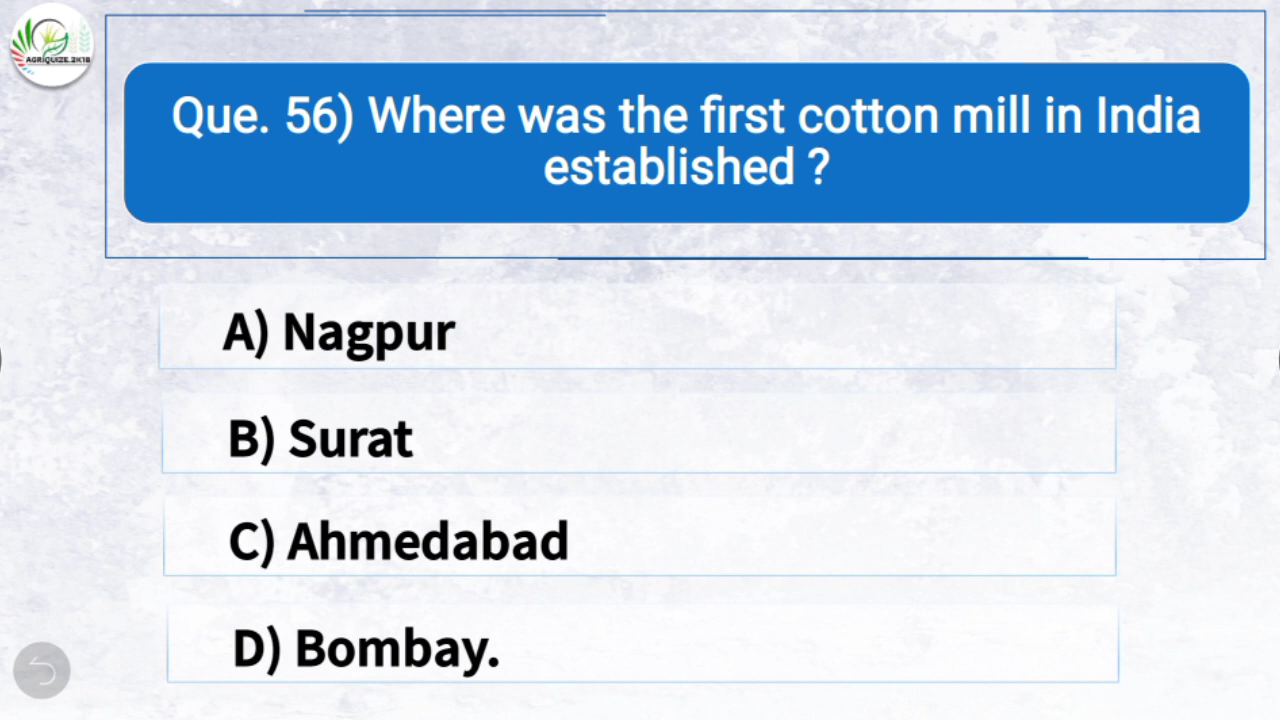 AGRIQUIZE.2K18
Que. 56) Where was the first cotton mill in India
established ?
A) Nagpur
B) Surat
C) Ahmedabad
D) Bombay.